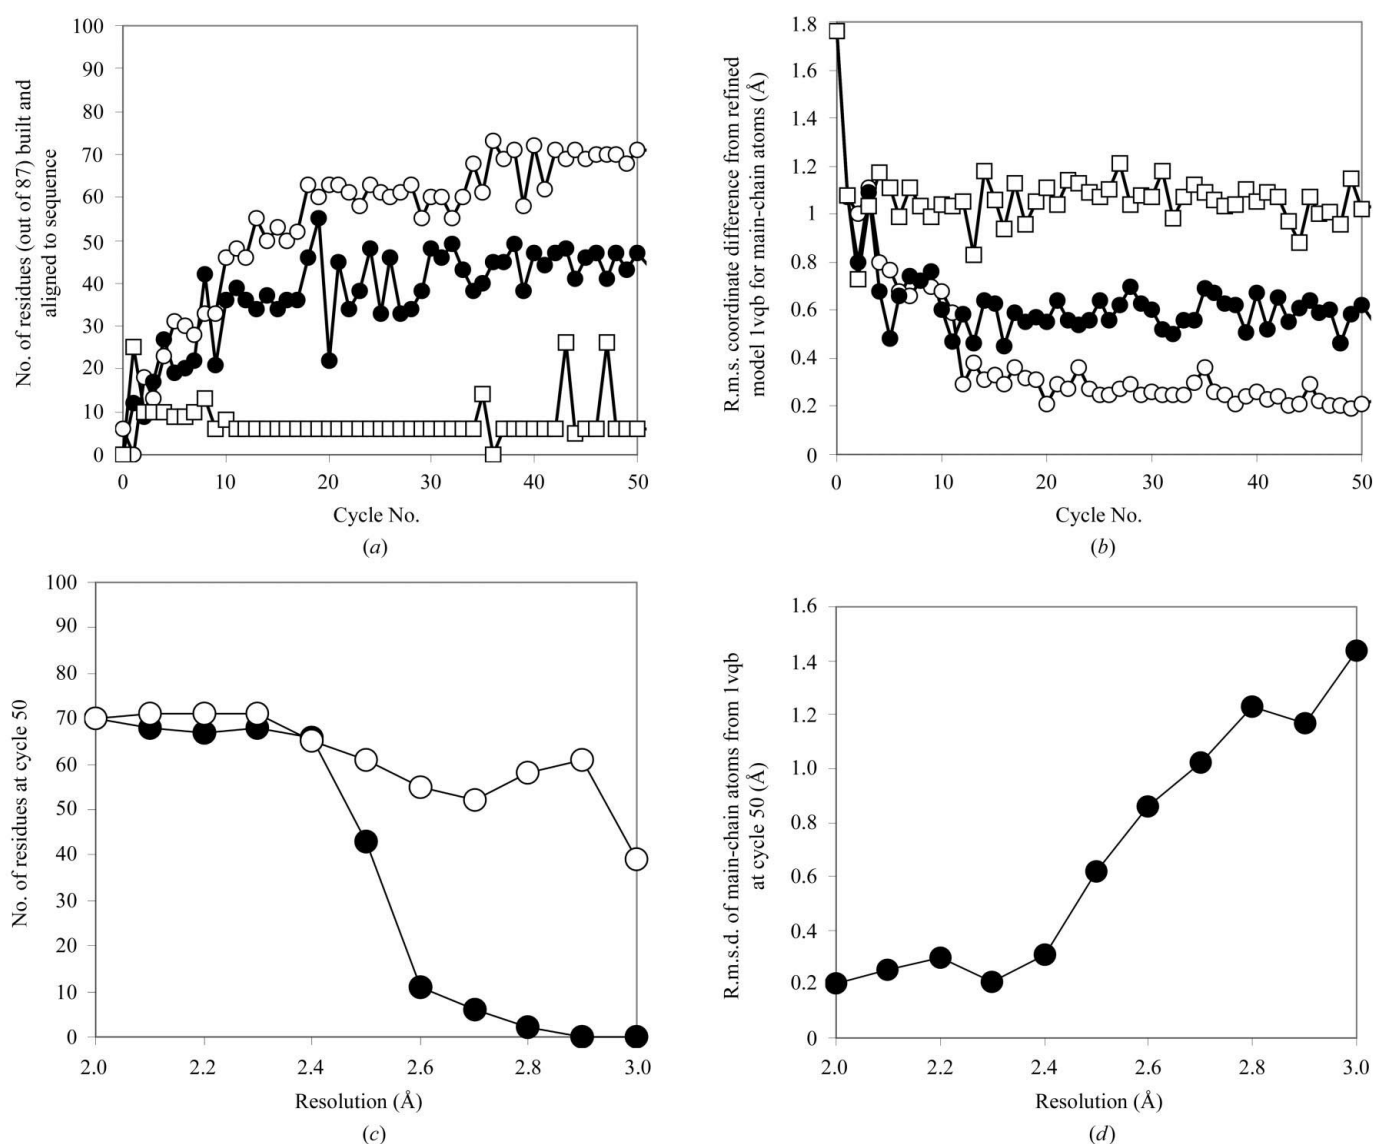 No. of residues (out of 87) built and
aligned to sequence
100
90
80
70
60
50
40
30
20
10
0
0 10 20 30 40 50
Cycle No.
(a)
R.m.s. coordinate difference from refined
model 1vqb for main-chain atoms (Å)
1.8
1.6
1.4
1.2
1
0.8
0.6
0.4
0.2
0
0 10 20 30 40 50
Cycle No.
(b)
No. of residues at cycle 50
100
90
80
70
60
50
40
30
20
10
0
2.0 2.2 2.4 2.6 2.8 3.0
Resolution (Å)
(c)
R.m.s.d. of main-chain atoms from 1vqb
at cycle 50 (Å)
1.6
1.4
1.2
1.0
0.8
0.6
0.4
0.2
0
2.0 2.2 2.4 2.6 2.8 3.0
Resolution (Å)
(d)